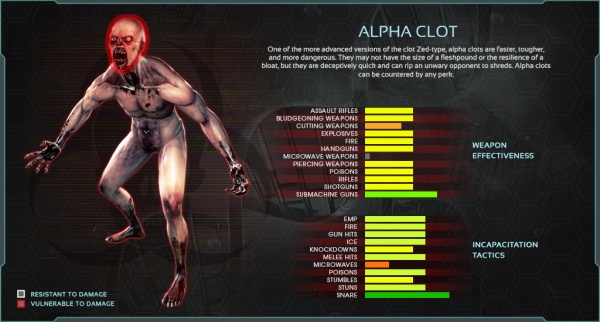 ALPHA CLOT
One of the more advanced versions of the clot Zed-type, alpha clots are faster, tougher,
and more dangerous. They may not have the size of a fleshpound or the resilience of a
bloat, but they are deceptively quick and can rip an unwary opponent to shreds. Alpha clots
can be countered by any perk.
ASSAULT RIFLES
BLUDGEONING WEAPONS
CUTTING WEAPONS
EXPLOSIVES
FIRE
HANDGUNS
MICROWAVE WEAPONS
PIERCING WEAPONS
POISONS
RIFLES
SHOTGUNS
SUBMACHINE GUNS
WEAPON
EFFECTIVENESS
EMP
FIRE
GUN HITS
ICE
KNOCKDOWNS
MELEE HITS
MICROWAVES
POISONS
STUMBLES
STUNS
SNARE
INCAPACITATION
TACTICS
RESISTANT TO DAMAGE
VULNERABLE TO DAMAGE